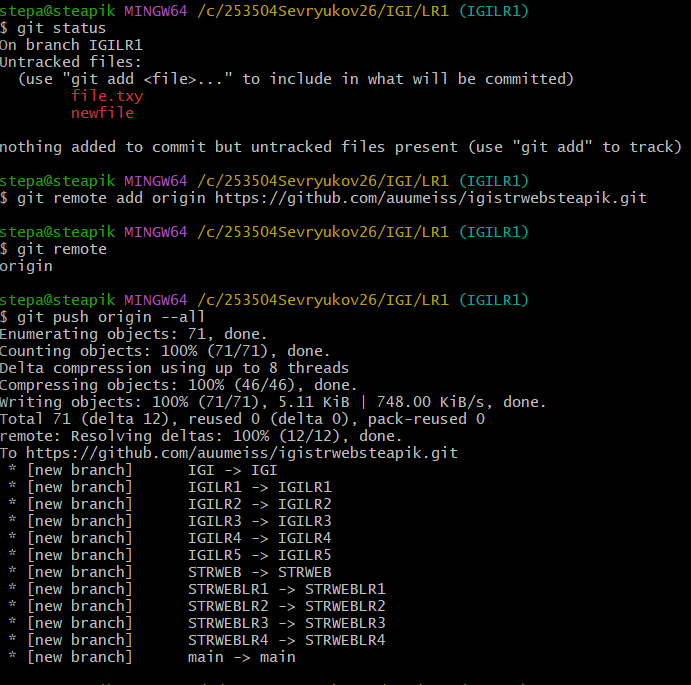 stepa@steapik MINGW64 /c/253504Sevryukov26/IGI/LR1 (IGILR1)
$ git status
On branch IGILR1
Untracked files:
  (use "git add <file>..." to include in what will be committed)
        file.txy
        newfile

nothing added to commit but untracked files present (use "git add" to track)

stepa@steapik MINGW64 /c/253504Sevryukov26/IGI/LR1 (IGILR1)
$ git remote add origin https://github.com/auumeiss/igistrwebsteapik.git

stepa@steapik MINGW64 /c/253504Sevryukov26/IGI/LR1 (IGILR1)
$ git remote
origin

stepa@steapik MINGW64 /c/253504Sevryukov26/IGI/LR1 (IGILR1)
$ git push origin --all
Enumerating objects: 71, done.
Counting objects: 100% (71/71), done.
Delta compression using up to 8 threads
Compressing objects: 100% (46/46), done.
Writing objects: 100% (71/71), 5.11 KiB | 748.00 KiB/s, done.
Total 71 (delta 12), reused 0 (delta 0), pack-reused 0
remote: Resolving deltas: 100% (12/12), done.
To https://github.com/auumeiss/igistrwebsteapik.git
 * [new branch]      IGI -> IGI
 * [new branch]      IGILR1 -> IGILR1
 * [new branch]      IGILR2 -> IGILR2
 * [new branch]      IGILR3 -> IGILR3
 * [new branch]      IGILR4 -> IGILR4
 * [new branch]      IGILR5 -> IGILR5
 * [new branch]      STRWEB -> STRWEB
 * [new branch]      STRWEBLR1 -> STRWEBLR1
 * [new branch]      STRWEBLR2 -> STRWEBLR2
 * [new branch]      STRWEBLR3 -> STRWEBLR3
 * [new branch]      STRWEBLR4 -> STRWEBLR4
 * [new branch]      main -> main